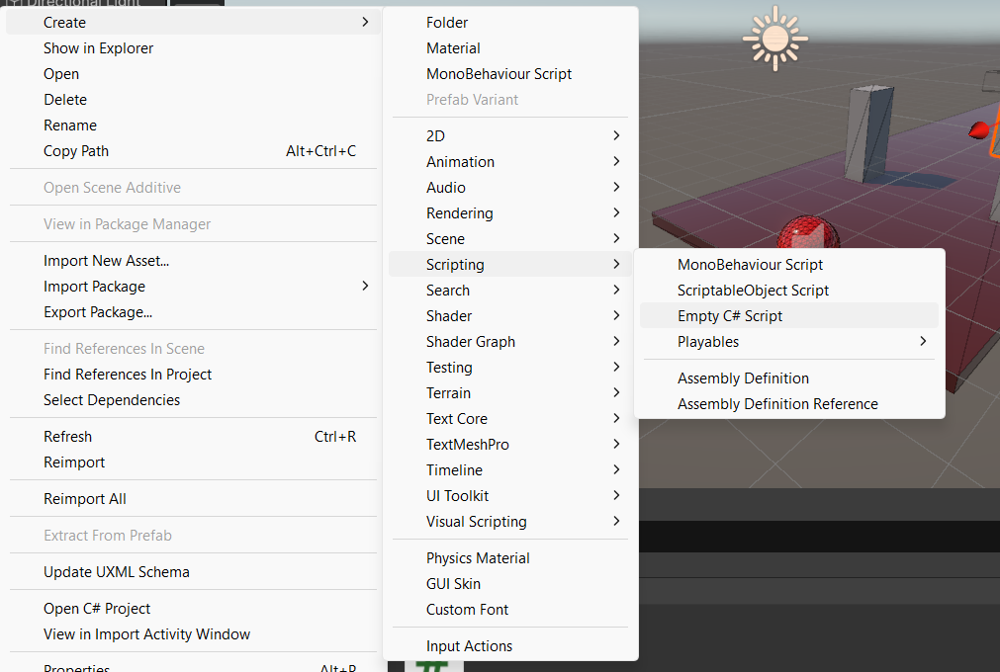 Directional Light
Create
Show in Explorer
Open
Delete
Rename
Copy Path Alt+Ctrl+C
Open Scene Additive
View in Package Manager
Import New Asset...
Import Package
Export Package...
Find References In Scene
Find References In Project
Select Dependencies
Refresh Ctrl+R
Reimport
Reimport All
Extract From Prefab
Update UXML Schema
Open C# Project
View in Import Activity Window
Properties... Alt+P
Folder
Material
MonoBehaviour Script
Prefab Variant
2D
Animation
Audio
Rendering
Scene
Scripting
Search
Shader
Shader Graph
Testing
Terrain
Text Core
TextMeshPro
Timeline
UI Toolkit
Visual Scripting
Physics Material
GUI Skin
Custom Font
Input Actions
MonoBehaviour Script
ScriptableObject Script
Empty C# Script
Playables
Assembly Definition
Assembly Definition Reference
#